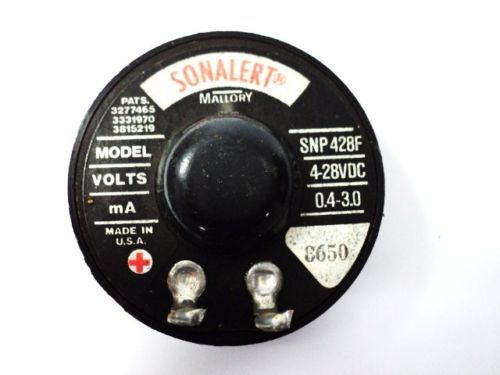 SONALERT®
MALLORY
PATS.
3277465
3331970
3815219
MODEL SNP 428F
VOLTS 4-28VDC
mA 0.4-3.0
MADE IN
U.S.A.
8650
+